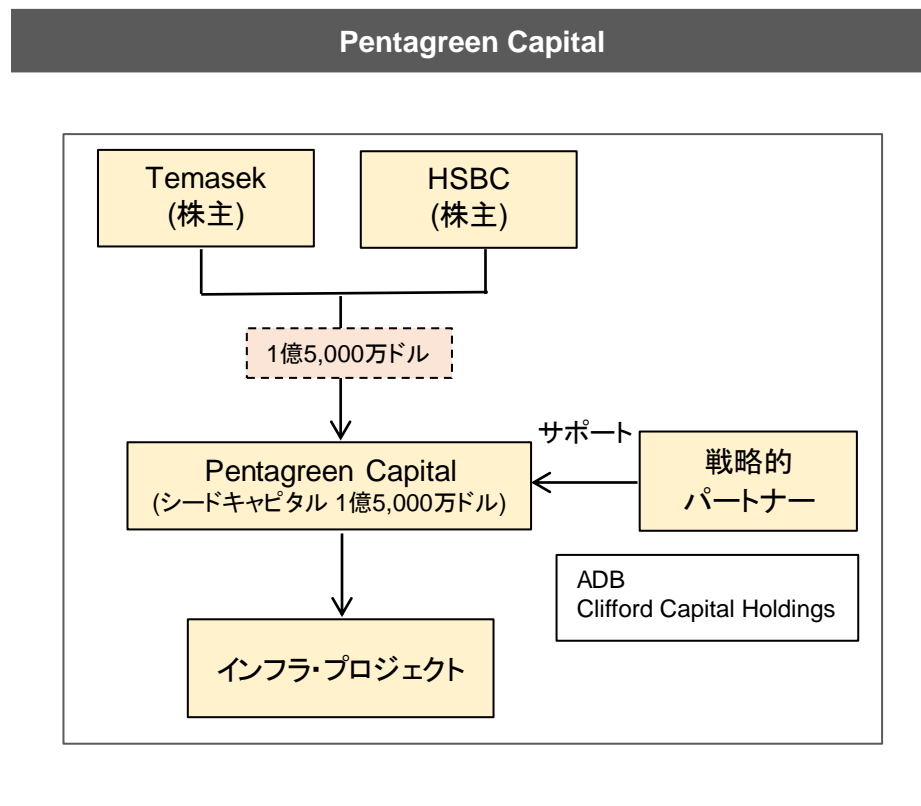 Pentagreen Capital
Temasek
(株主)
HSBC
(株主)
1億5,000万ドル
サポート
Pentagreen Capital
(シードキャピタル 1億5,000万ドル)
戦略的
パートナー
ADB
Clifford Capital Holdings
インフラ・プロジェクト